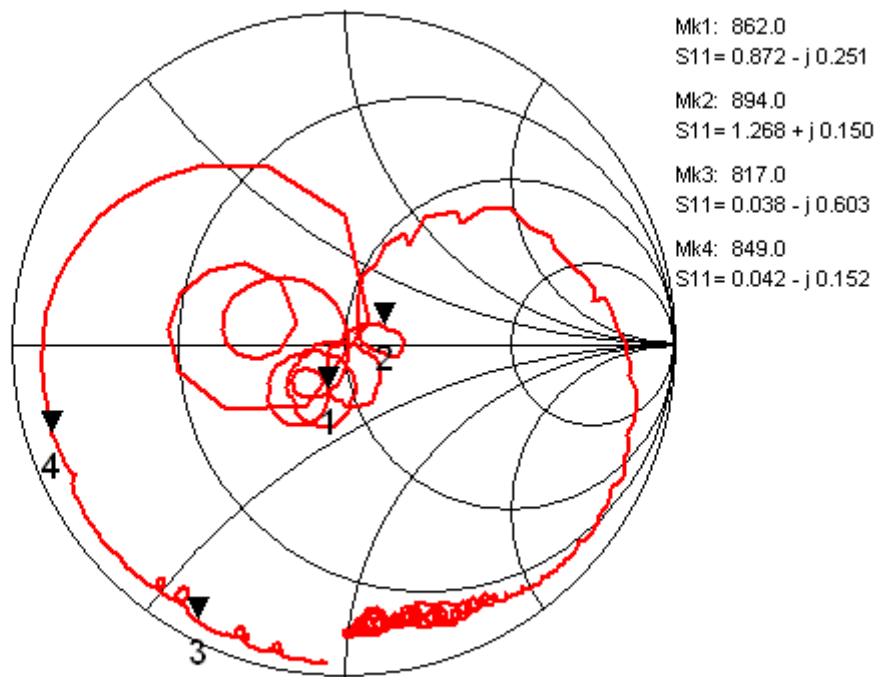 Mk1: 862.0
S11= 0.872 - j 0.251
Mk2: 894.0
S11= 1.268 + j 0.150
Mk3: 817.0
S11= 0.038 - j 0.603
Mk4: 849.0
S11= 0.042 - j 0.152
2
1
4
3